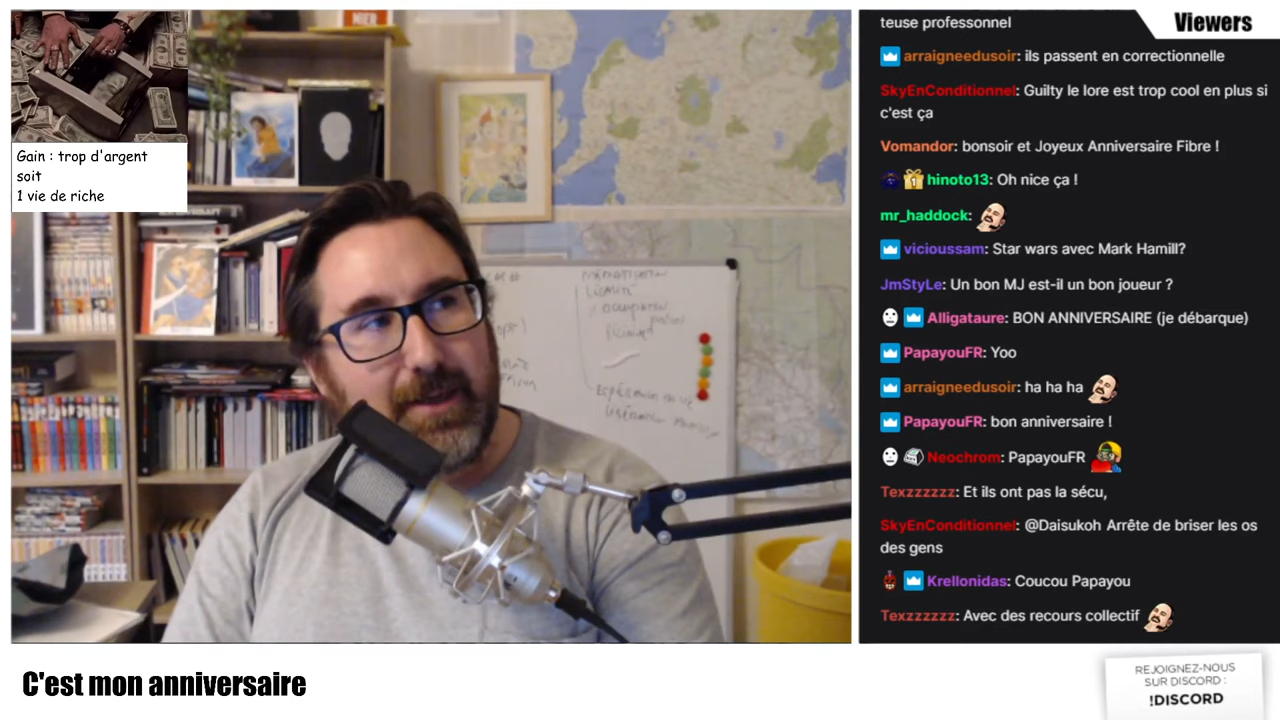 HIER
Gain : trop d'argent
soit
1 vie de riche
Viewers
teuse professionnel
arraigneedusoir: ils passent en correctionnelle
SkyEnConditionnel: Guilty le lore est trop cool en plus si
c'est ça
Vomandor: bonsoir et Joyeux Anniversaire Fibre !
hinoto13: Oh nice ça !
mr_haddock:
vicioussam: Star wars avec Mark Hamill?
JmStyLe: Un bon MJ est-il un bon joueur ?
Alligataure: BON ANNIVERSAIRE (je débarque)
PapayouFR: Yoo
arraigneedusoir: ha ha ha
PapayouFR: bon anniversaire !
Neochrom: PapayouFR
Texzzzzzz: Et ils ont pas la sécu,
SkyEnConditionnel: @Daisukoh Arrête de briser les os
des gens
Krellonidas: Coucou Papayou
Texzzzzzz: Avec des recours collectif
C'est mon anniversaire
REJOIGNEZ-NOUS
SUR DISCORD :
!DISCORD